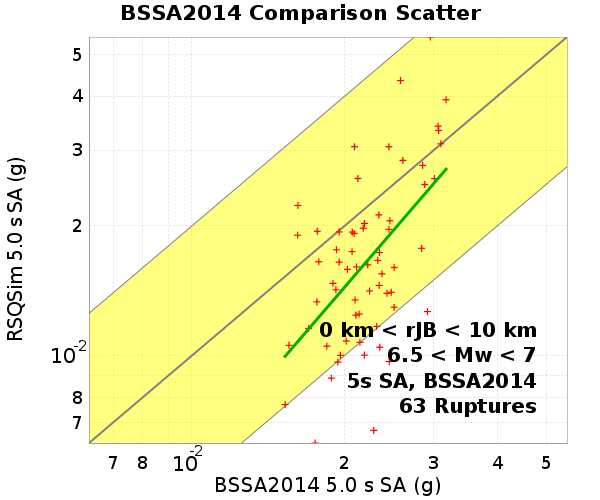 BSSA2014 Comparison Scatter
RSQSim 5.0 s SA (g)
5
4
3
2
10-2
8
7
0 km < rJB < 10 km
6.5 < Mw < 7
5s SA, BSSA2014
63 Ruptures
7 8 10-2 2 3 4 5
BSSA2014 5.0 s SA (g)